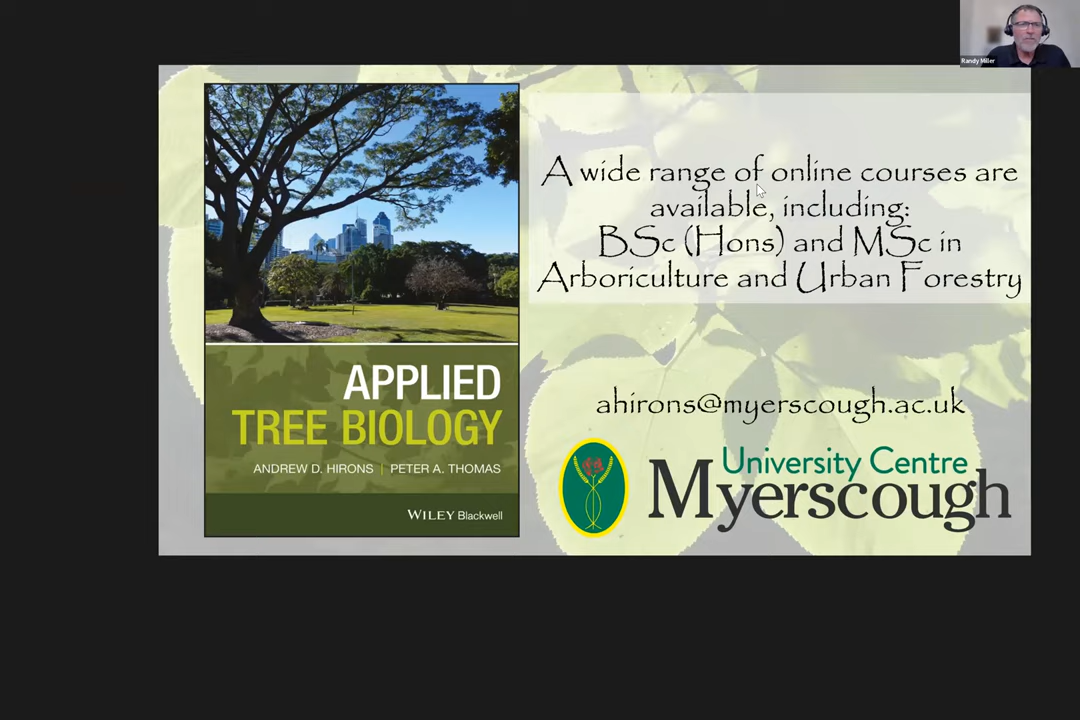 Randy Miller
A wide range of online courses are
available, including:
BSc (Hons) and MSc in
Arboriculture and Urban Forestry
APPLIED
TREE BIOLOGY
ANDREW D. HIRONS | PETER A. THOMAS
WILEY Blackwell
ahirons@myerscough.ac.uk
University Centre
Myerscough